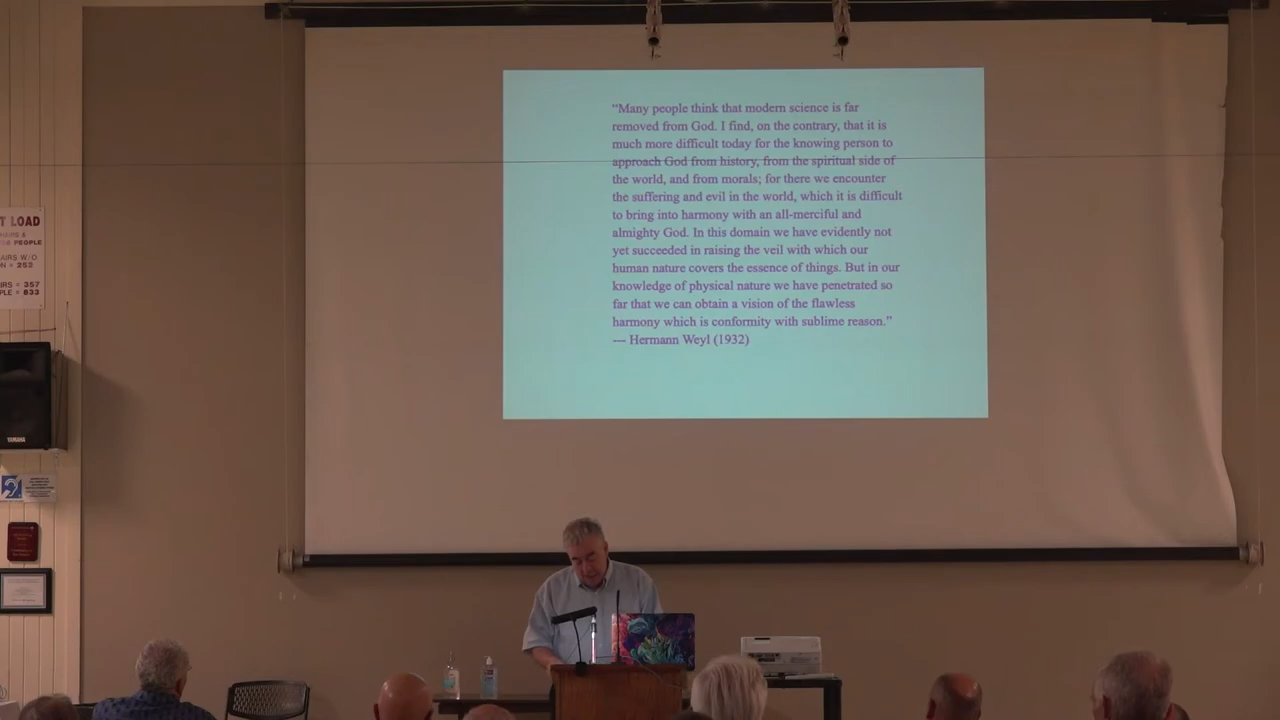 “Many people think that modern science is far
removed from God. I find, on the contrary, that it is
much more difficult today for the knowing person to
approach God from history, from the spiritual side of
the world, and from morals; for there we encounter
the suffering and evil in the world, which it is difficult
to bring into harmony with an all-merciful and
almighty God. In this domain we have evidently not
yet succeeded in raising the veil with which our
human nature covers the essence of things. But in our
knowledge of physical nature we have penetrated so
far that we can obtain a vision of the flawless
harmony which is conformity with sublime reason.”
— Hermann Weyl (1932)
T LOAD
PEOPLE
AIRS W/O
N = 252
IRS = 357
PLE = 833
YAMAHA